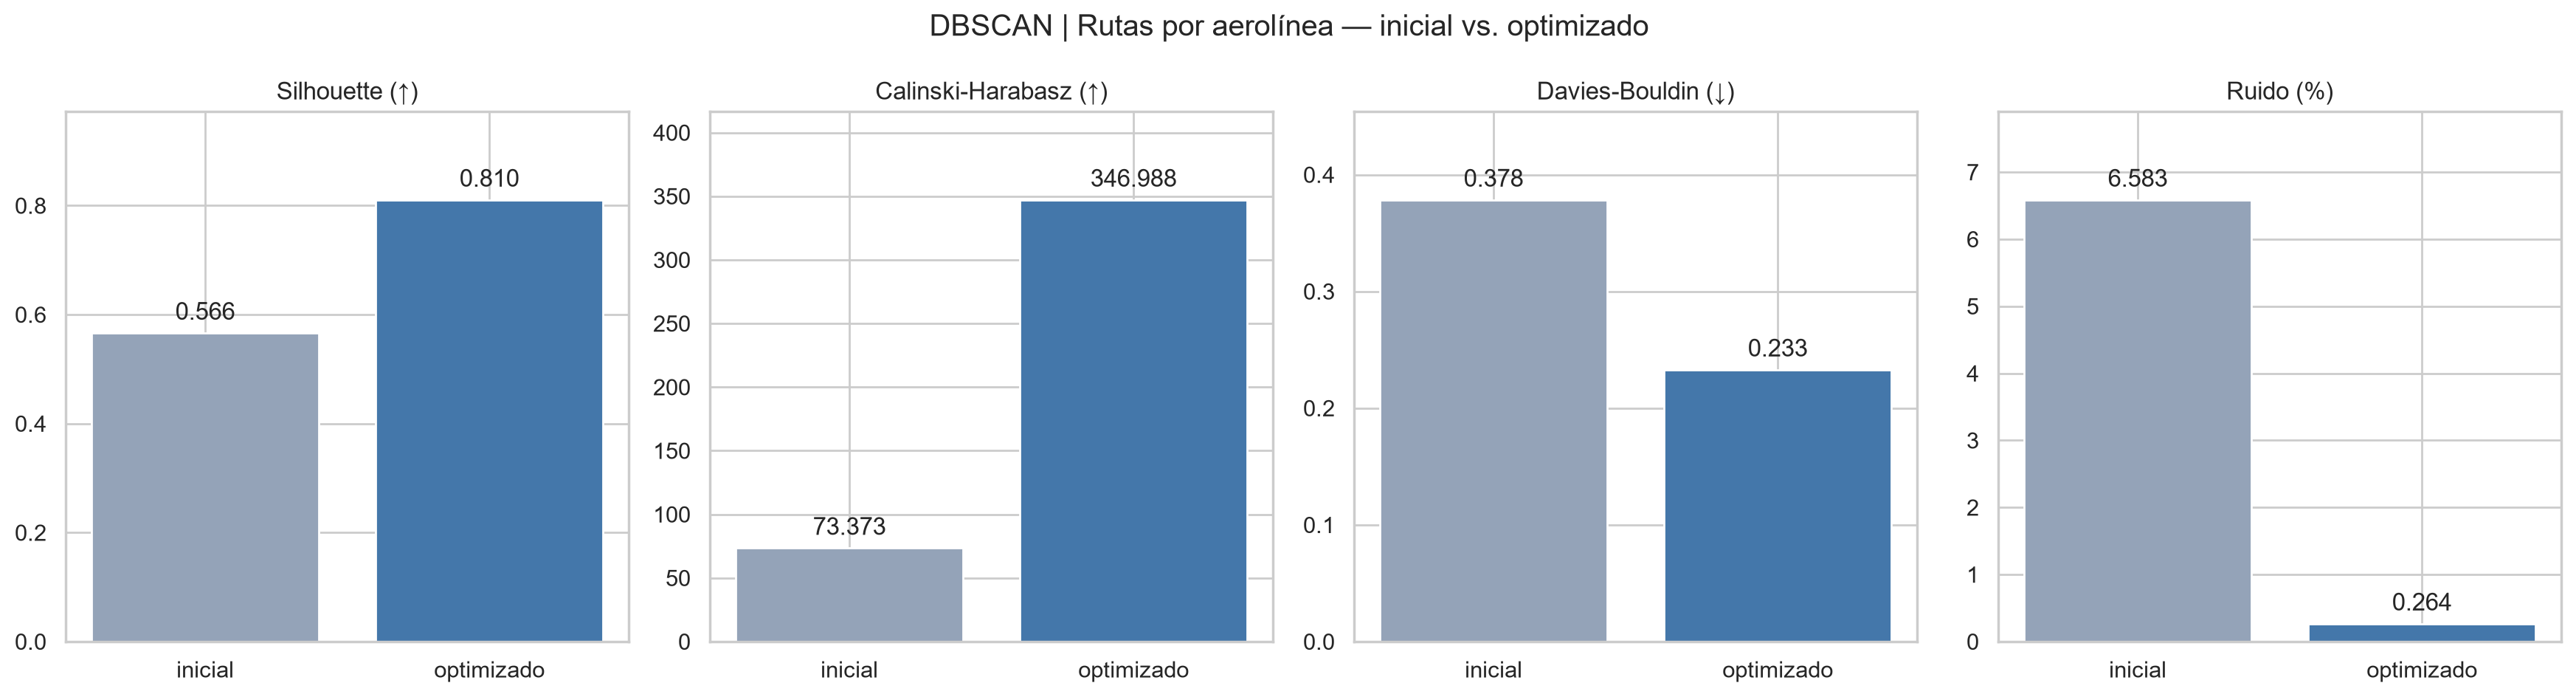 DBSCAN | Rutas por aerolínea — inicial vs. optimizado
Silhouette (↑)
0.8
0.6
0.4
0.2
0.0
0.566
0.810
inicial
optimizado
Calinski-Harabasz (↑)
400
350
300
250
200
150
100
50
0
73.373
346.988
inicial
optimizado
Davies-Bouldin (↓)
0.4
0.3
0.2
0.1
0.0
0.378
0.233
inicial
optimizado
Ruido (%)
7
6
5
4
3
2
1
0
6.583
0.264
inicial
optimizado